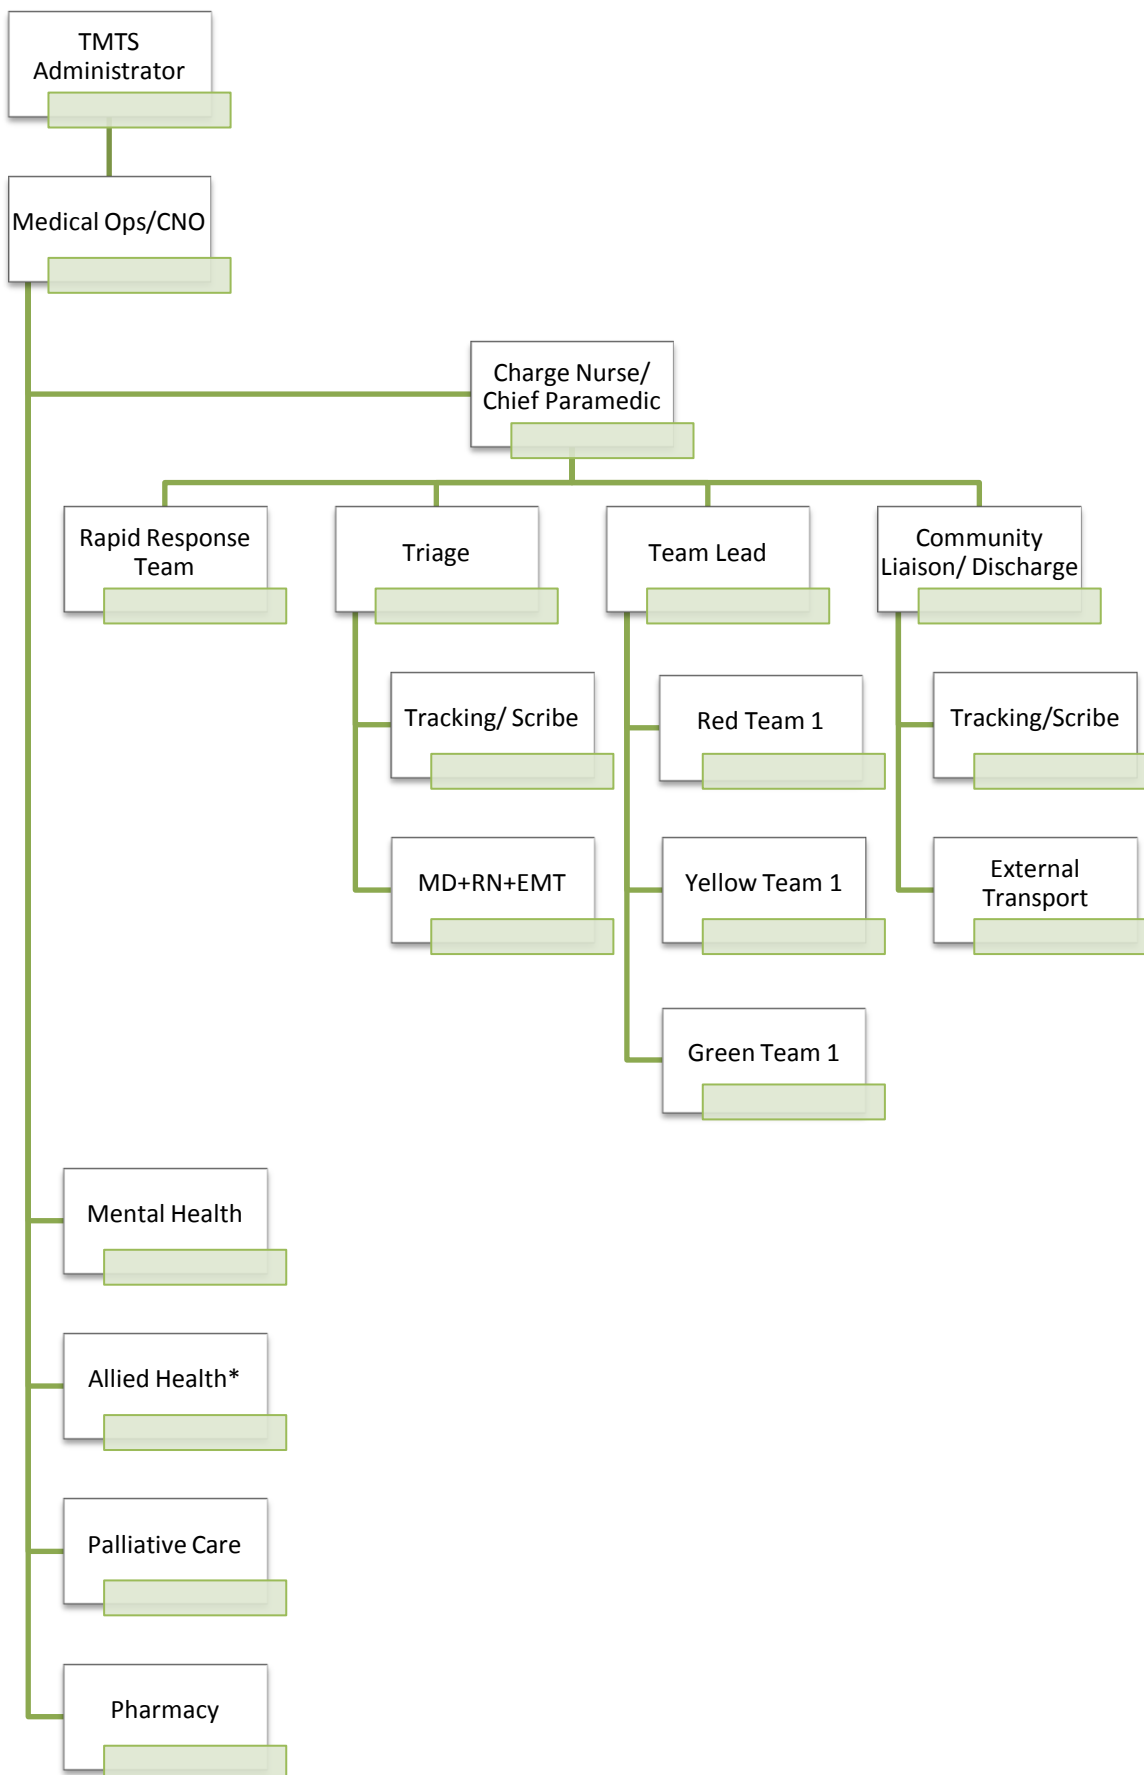 TMTS
Administrator
Medical Ops/CNO
Charge Nurse/
Chief Paramedic
Rapid Response
Team
Triage
Team Lead
Community
Liaison/ Discharge
Tracking/ Scribe
Red Team 1
Tracking/Scribe
MD+RN+EMT
Yellow Team 1
External
Transport
Green Team 1
Mental Health
Allied Health*
Palliative Care
Pharmacy